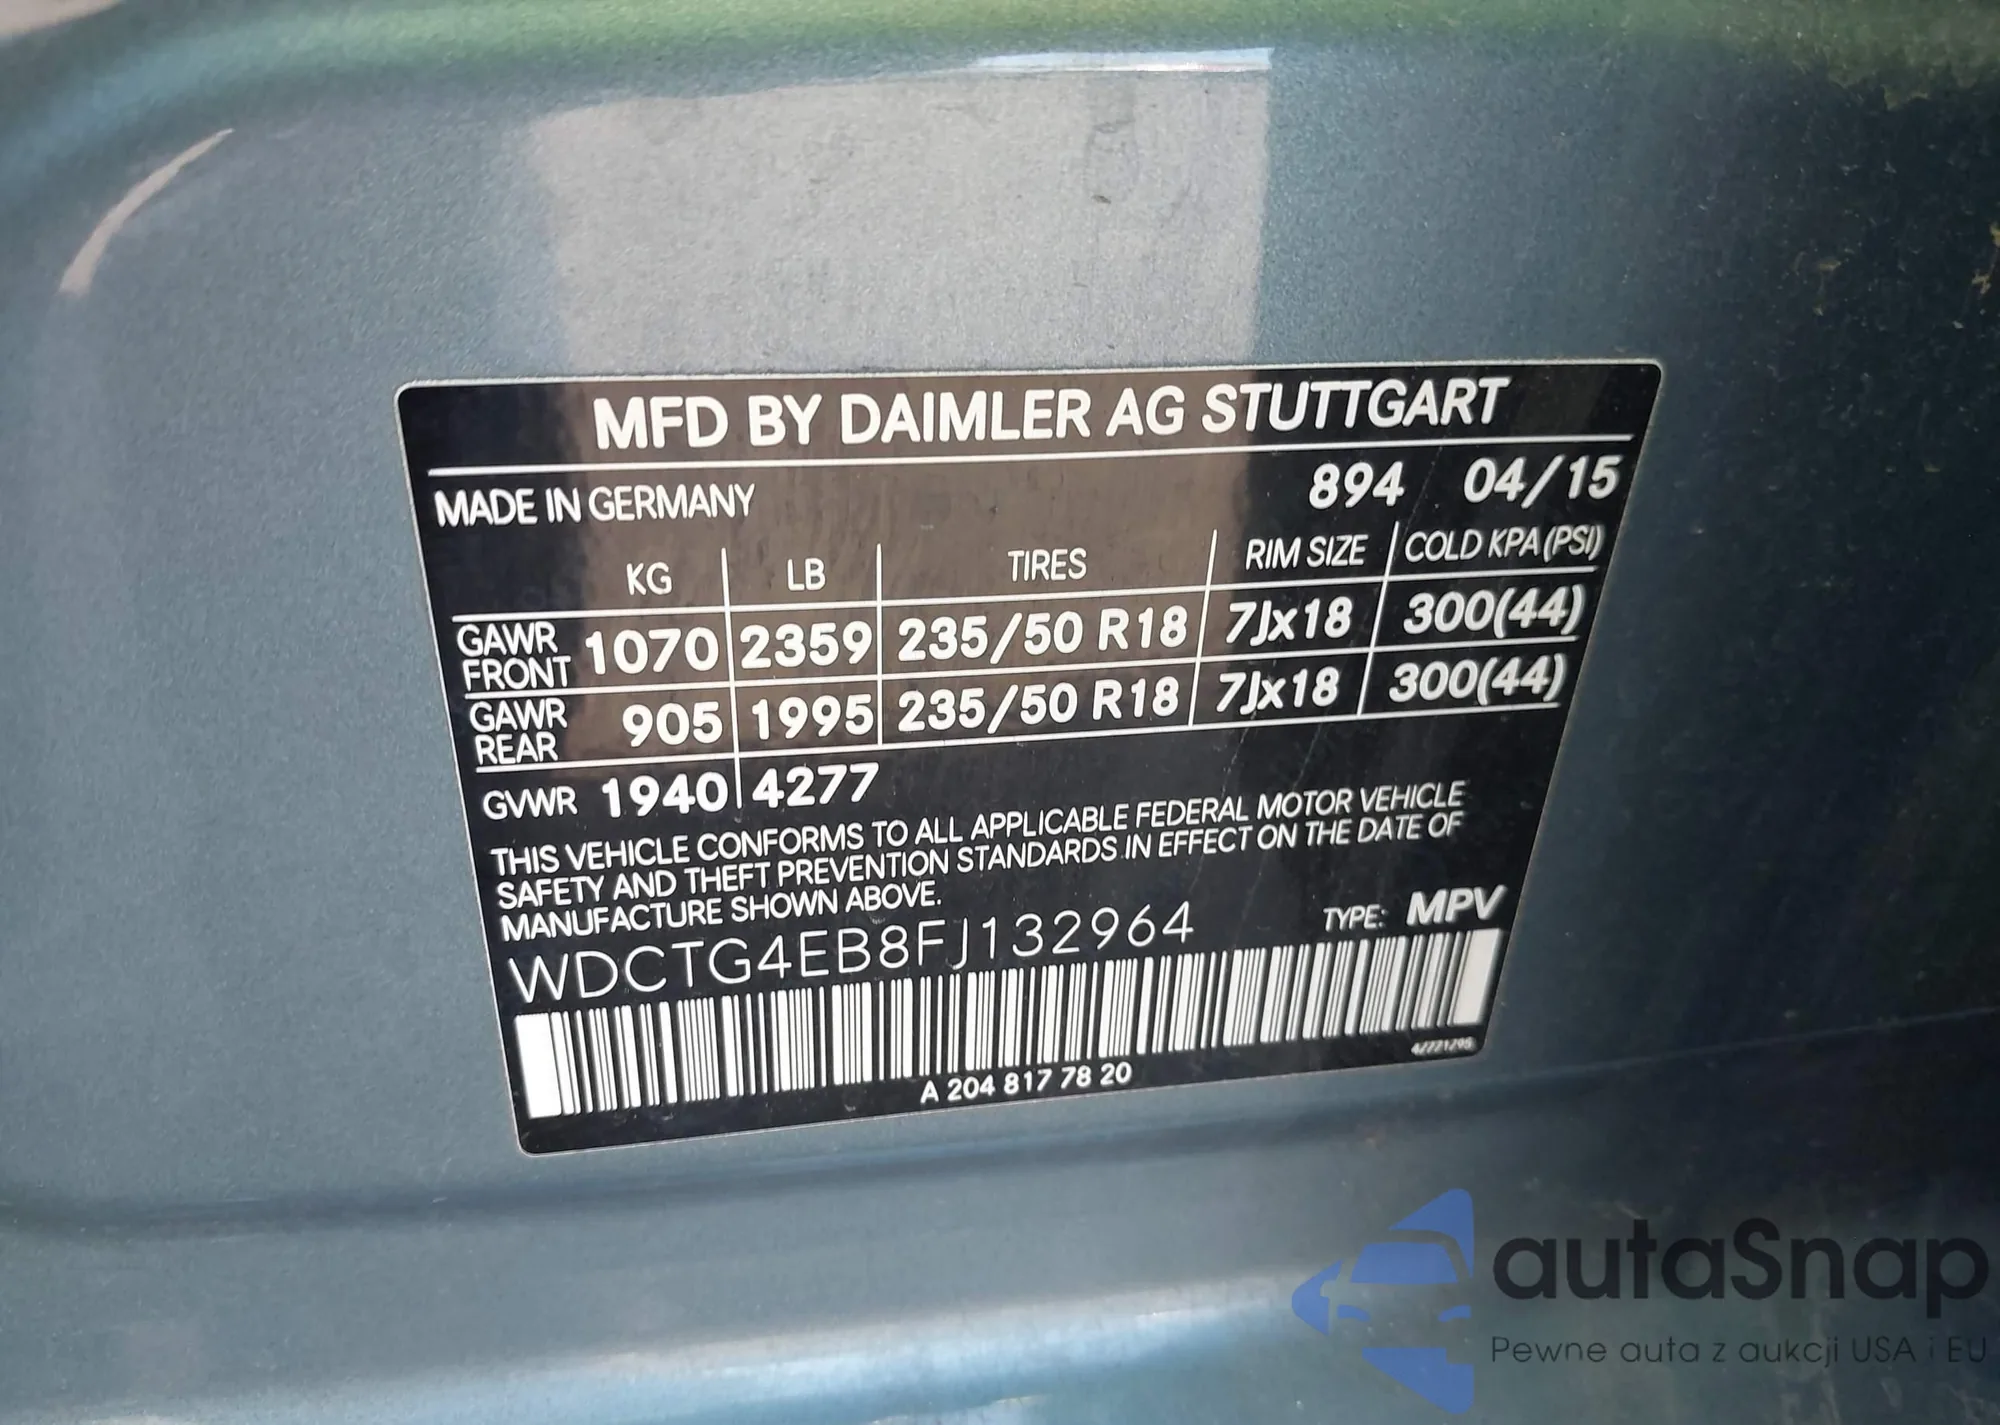 MFD BY DAIMLER AG STUTTGART
MADE IN GERMANY 894 04/15
KG LB TIRES RIM SIZE COLD KPA (PSI)
GAWR FRONT 1070 2359 235/50 R18 7Jx18 300(44)
GAWR REAR 905 1995 235/50 R18 7Jx18 300(44)
GVWR 1940 4277
THIS VEHICLE CONFORMS TO ALL APPLICABLE FEDERAL MOTOR VEHICLE
SAFETY AND THEFT PREVENTION STANDARDS IN EFFECT ON THE DATE OF
MANUFACTURE SHOWN ABOVE.
TYPE: MPV
WDCTG4EB8FJ132964
A 204 817 78 20
autaSnap
Pewne auta z aukcji USA i EU